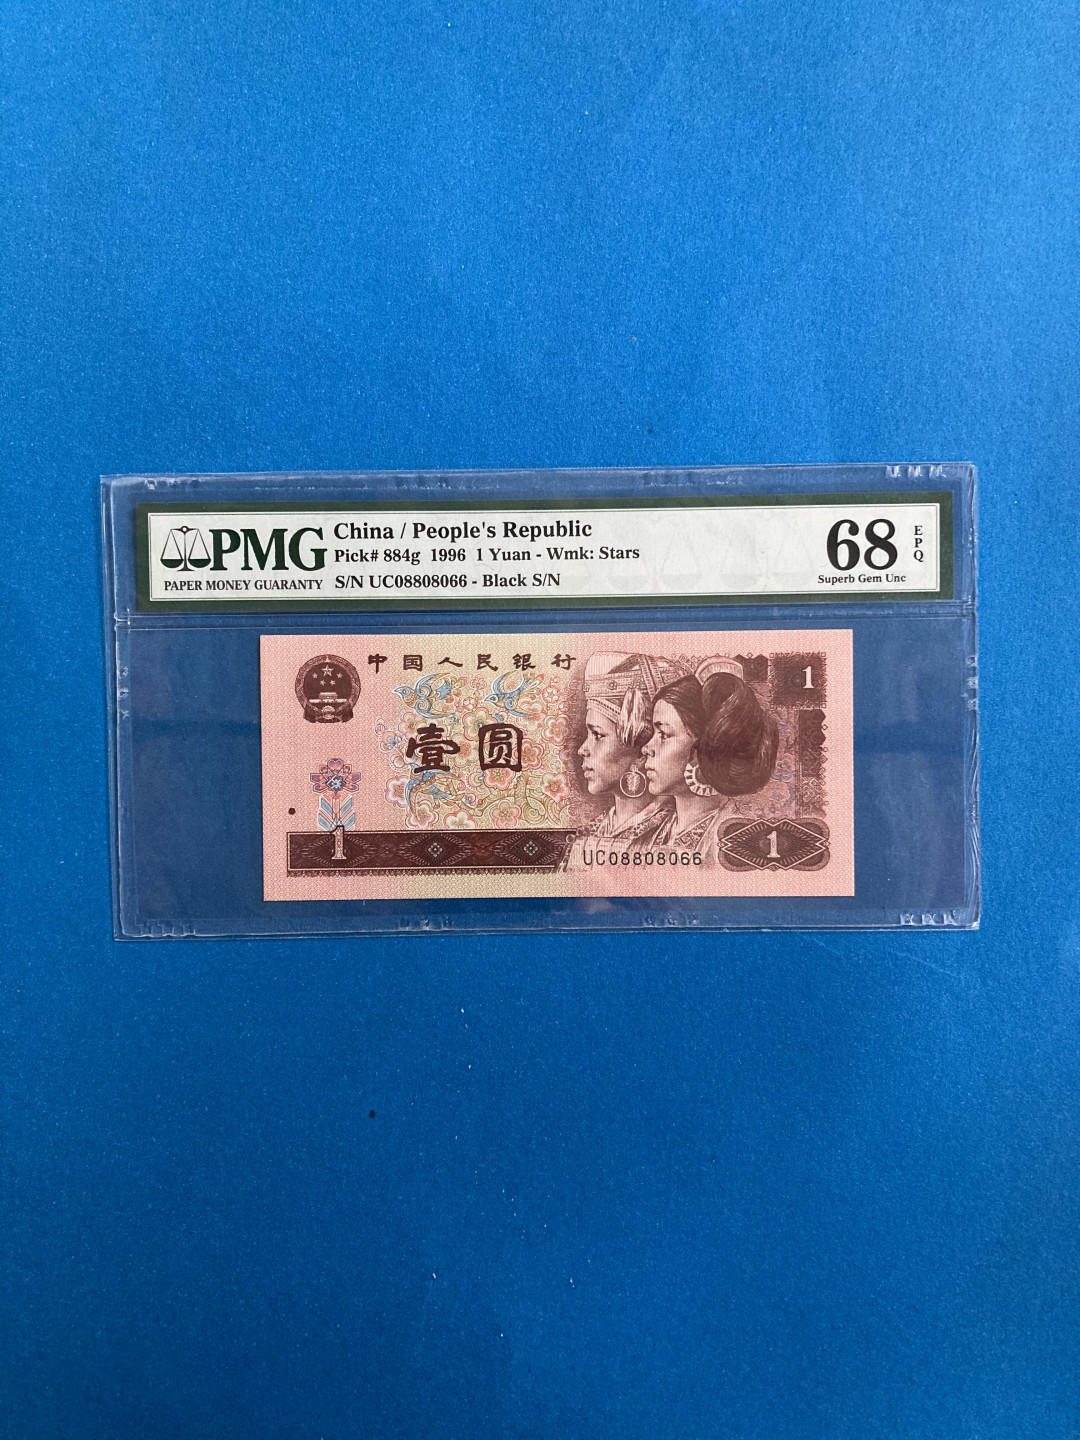 PMG
PAPER MONEY GUARANTY
China / People's Republic
Pick# 884g 1996 1 Yuan - Wmk: Stars
S/N UC08808066 - Black S/N
68
EPQ
Superb Gem Unc
中国人民银行
1
壹圆
1
UC08808066
1